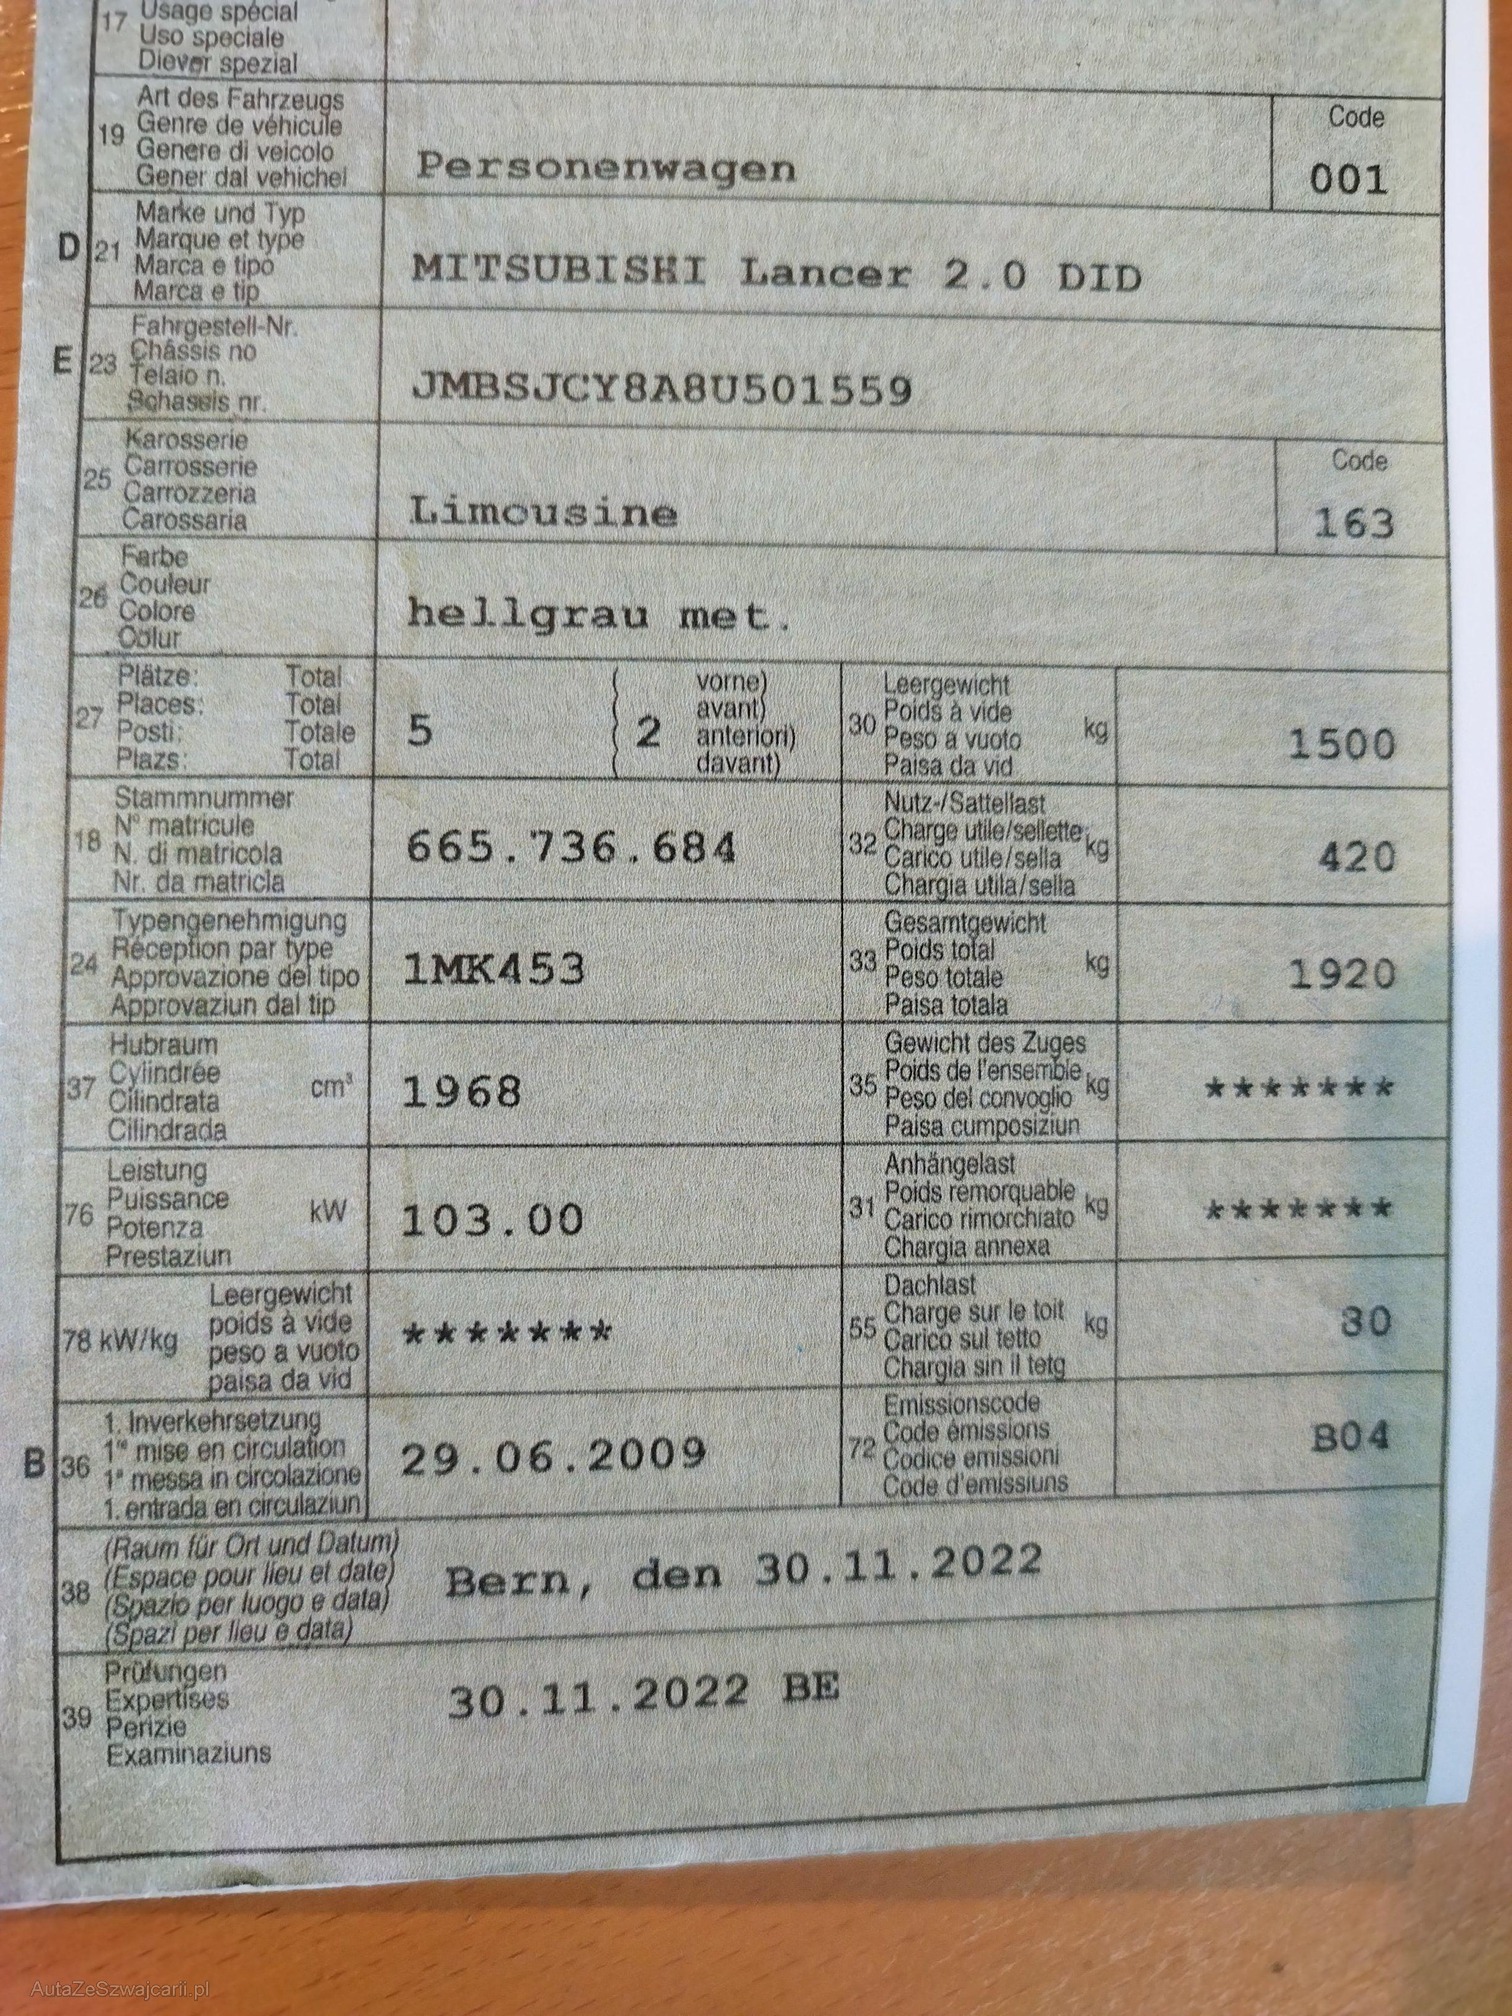 17 Usage spécial
Uso speciale
Diever spezial
19 Art des Fahrzeugs
Genre de véhicule
Genere di veicolo
Gener dal vehichel
Personenwagen
Code
001
D 21 Marke und Typ
Marque et type
Marca e tipo
Marca e tip
MITSUBISHI Lancer 2.0 DID
E 23 Fahrgestell-Nr.
Châssis no
Telaio n.
Schassis nr.
JMBSJCY8A8U501559
25 Karosserie
Carrosserie
Carrozzeria
Carossaria
Limousine
Code
163
26 Farbe
Couleur
Colore
Colur
hellgrau met.
27 Plätze: Total
Places: Total
Posti: Totale
Plazs: Total
5 ( 2 vorne)
avant)
anteriori)
davant)
30 Leergewicht
Poids à vide
Peso a vuoto
Paisa da vid
kg
1500
18 Stammnummer
N° matricule
N. di matricola
Nr. da matricla
665.736.684
32 Nutz-/Sattellast
Charge utile/sellette
Carico utile/sella
Chargia utila/sella
kg
420
24 Typengenehmigung
Réception par type
Approvazione del tipo
Approvaziun dal tip
1MK453
33 Gesamtgewicht
Poids total
Peso totale
Paisa totala
kg
1920
37 Hubraum
Cylindrée
Cilindrata
Cilindrada
cm³
1968
35 Gewicht des Zuges
Poids de l'ensemble
Peso del convoglio
Paisa cumposiziun
kg
*******
76 Leistung
Puissance
Potenza
Prestaziun
kW
103.00
31 Anhängelast
Poids remorquable
Carico rimorchiato
Chargia annexa
kg
*******
78 kW/kg Leergewicht
poids à vide
peso a vuoto
paisa da vid
*******
55 Dachlast
Charge sur le toit
Carico sul tetto
Chargia sin il tetg
kg
80
B 36 1. Inverkehrsetzung
1re mise en circulation
1a messa in circolazione
1. entrada en circulaziun
29.06.2009
72 Emissionscode
Code émissions
Codice emissioni
Code d'emissiuns
B04
38 (Raum für Ort und Datum)
(Espace pour lieu et date)
(Spazio per luogo e data)
(Spazi per lieu e data)
Bern, den 30.11.2022
39 Prüfungen
Expertises
Perizie
Examinaziuns
30.11.2022 BE
AutaZeSzwajcarii.pl